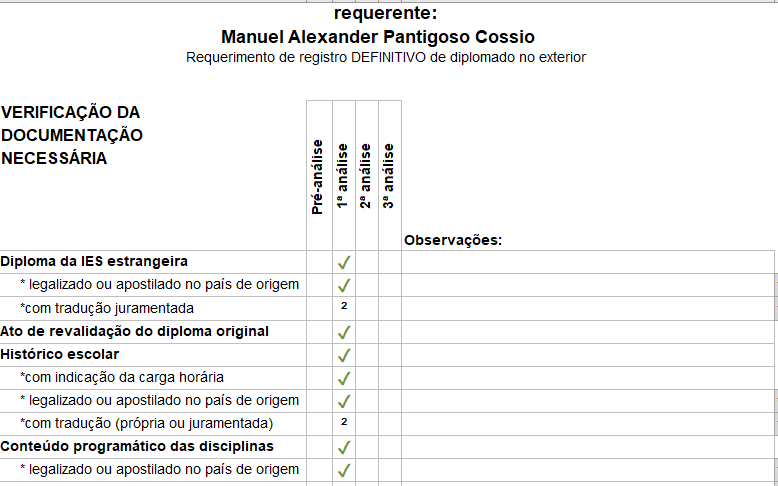 requerente:
Manuel Alexander Pantigoso Cossio
Requerimento de registro DEFINITIVO de diplomado no exterior
VERIFICAÇÃO DA
DOCUMENTAÇÃO
NECESSÁRIA
Pré-análise
1ª análise
2ª análise
3ª análise
Observações:
Diploma da IES estrangeira ✓
* legalizado ou apostilado no país de origem ✓
*com tradução juramentada 2
Ato de revalidação do diploma original ✓
Histórico escolar ✓
*com indicação da carga horária ✓
* legalizado ou apostilado no país de origem ✓
*com tradução (própria ou juramentada) 2
Conteúdo programático das disciplinas ✓
* legalizado ou apostilado no país de origem ✓